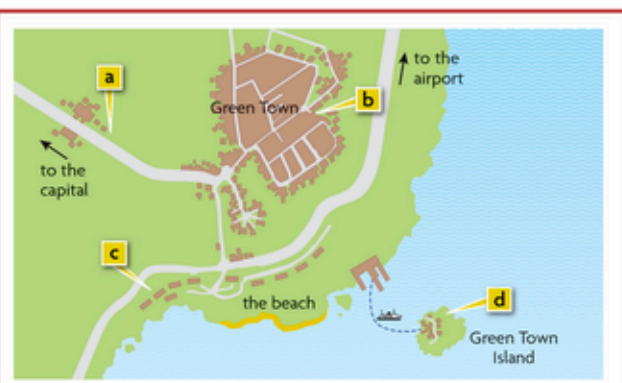 to the
airport
a
Green Town
b
to the
capital
c
the beach
d
Green Town
Island